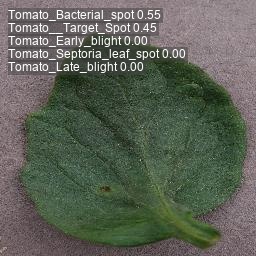 Tomato_Bacterial_spot 0.55
Tomato__Target_Spot 0.45
Tomato_Early_blight 0.00
Tomato_Septoria_leaf_spot 0.00
Tomato_Late_blight 0.00